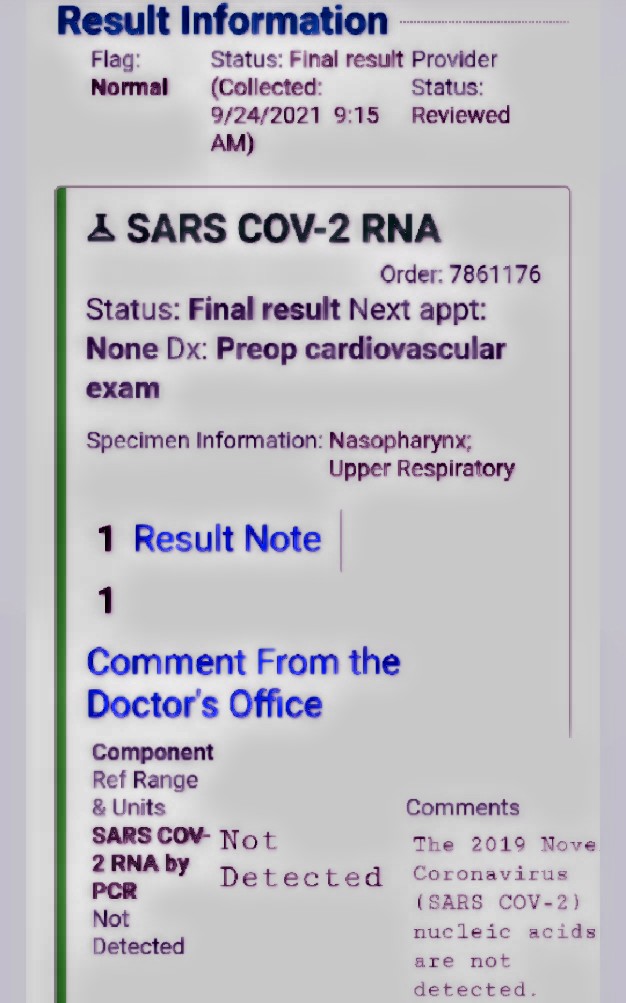 Result Information
Flag:
Normal
Status: Final result
(Collected:
9/24/2021 9:15
AM)
Provider
Status:
Reviewed
SARS COV-2 RNA
Order: 7861176
Status: Final result Next appt:
None Dx: Preop cardiovascular
exam
Specimen Information: Nasopharynx;
Upper Respiratory
1 Result Note
1
Comment From the
Doctor's Office
Component
Ref Range
& Units
SARS COV-
2 RNA by
PCR
Not
Detected
Not
Detected
Comments
The 2019 Nove
Coronavirus
(SARS COV-2)
nucleic acids
are not
detected.